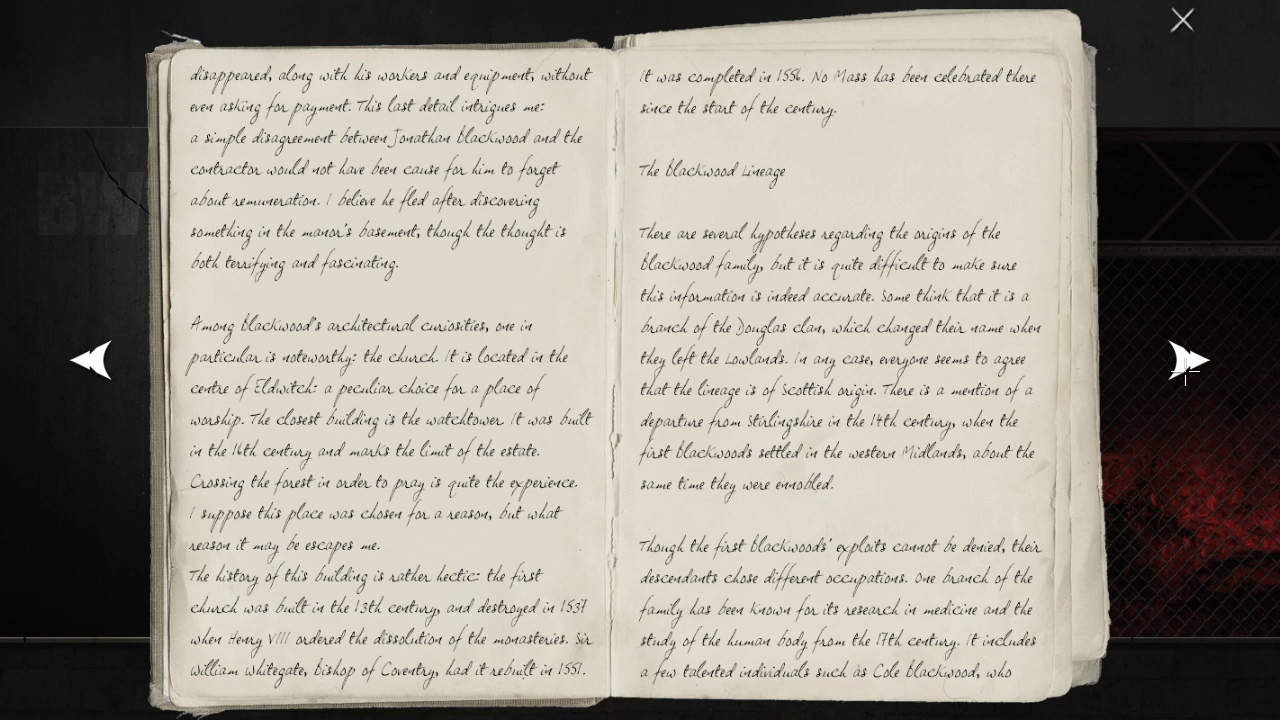 disappeared, along with his workers and equipment, without
even asking for payment. This last detail intrigues me:
a simple disagreement between Jonathan Blackwood and the
contractor would not have been cause for him to forget
about remuneration. I believe he fled after discovering
something in the manor's basement, though the thought is
both terrifying and fascinating.
Among Blackwood's architectural curiosities, one in
particular is noteworthy: the church. It is located in the
centre of Eldwitch: a peculiar choice for a place of
worship. The closest building is the watchtower. It was built
in the 16th century and marks the limit of the estate.
Crossing the forest in order to pray is quite the experience.
I suppose this place was chosen for a reason, but what
reason it may be escapes me.
The history of this building is rather hectic: the first
church was built in the 13th century, and destroyed in 1537
when Henry VIII ordered the dissolution of the monasteries. Sir
William Whitegate, Bishop of Coventry, had it rebuilt in 1551.
It was completed in 1556. No Mass has been celebrated there
since the start of the century.
The Blackwood Lineage
There are several hypotheses regarding the origins of the
Blackwood family, but it is quite difficult to make sure
this information is indeed accurate. Some think that it is a
branch of the Douglas clan, which changed their name when
they left the Lowlands. In any case, everyone seems to agree
that the lineage is of Scottish origin. There is a mention of a
departure from Stirlingshire in the 14th century, when the
first Blackwoods settled in the western Midlands, about the
same time they were ennobled.
Though the first Blackwoods' exploits cannot be denied, their
descendants chose different occupations. One branch of the
family has been known for its research in medicine and the
study of the human body from the 17th century. It includes
a few talented individuals such as Cole Blackwood, who